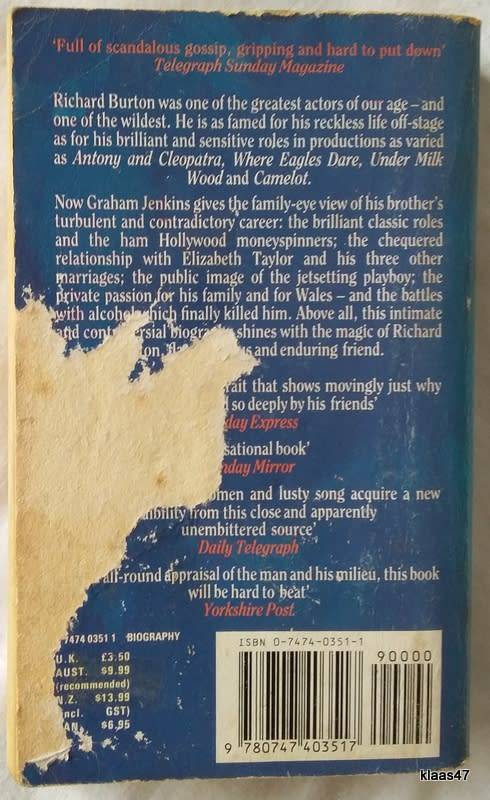 'Full of scandalous gossip, gripping and hard to put down'
Telegraph Sunday Magazine
Richard Burton was one of the greatest actors of our age – and
one of the wildest. He is as famed for his reckless life off-stage
as for his brilliant and sensitive roles in productions as varied
as Antony and Cleopatra, Where Eagles Dare, Under Milk
Wood and Camelot.
Now Graham Jenkins gives the family-eye view of his brother's
turbulent and contradictory career: the brilliant classic roles
and the ham Hollywood moneyspinners; the chequered
relationship with Elizabeth Taylor and his three other
marriages; the public image of the jetsetting playboy; the
private passion for his family and for Wales – and the battles
with alcohol which finally killed him. Above all, this intimate
and shines with the magic of Richard
and enduring friend.
that shows movingly just why
so deeply by his friends'
Express
book'
Mirror
and lusty song acquire a new
from this close and apparently
unembittered source'
Daily Telegraph
all-round appraisal of the man and his milieu, this book
will be hard to beat'
Yorkshire Post.
7474 0351 1 BIOGRAPHY
U.K. £3.50
AUST. $9.99
(recommended)
N.Z. $13.99
GST)
$6.95
ISBN 0-7474-0351-1
90000
9 780747 403517
klaas47